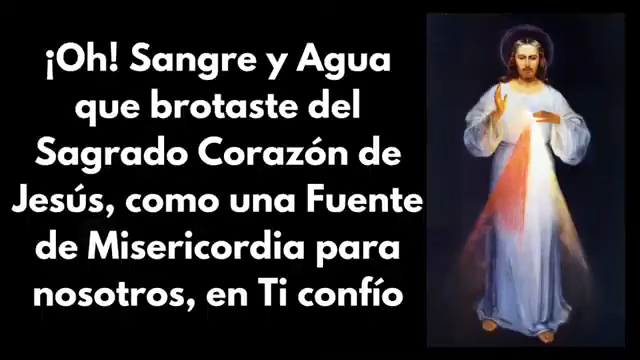 ¡Oh! Sangre y Agua
que brotaste del
Sagrado Corazón de
Jesús, como una Fuente
de Misericordia para
nosotros, en Ti confío